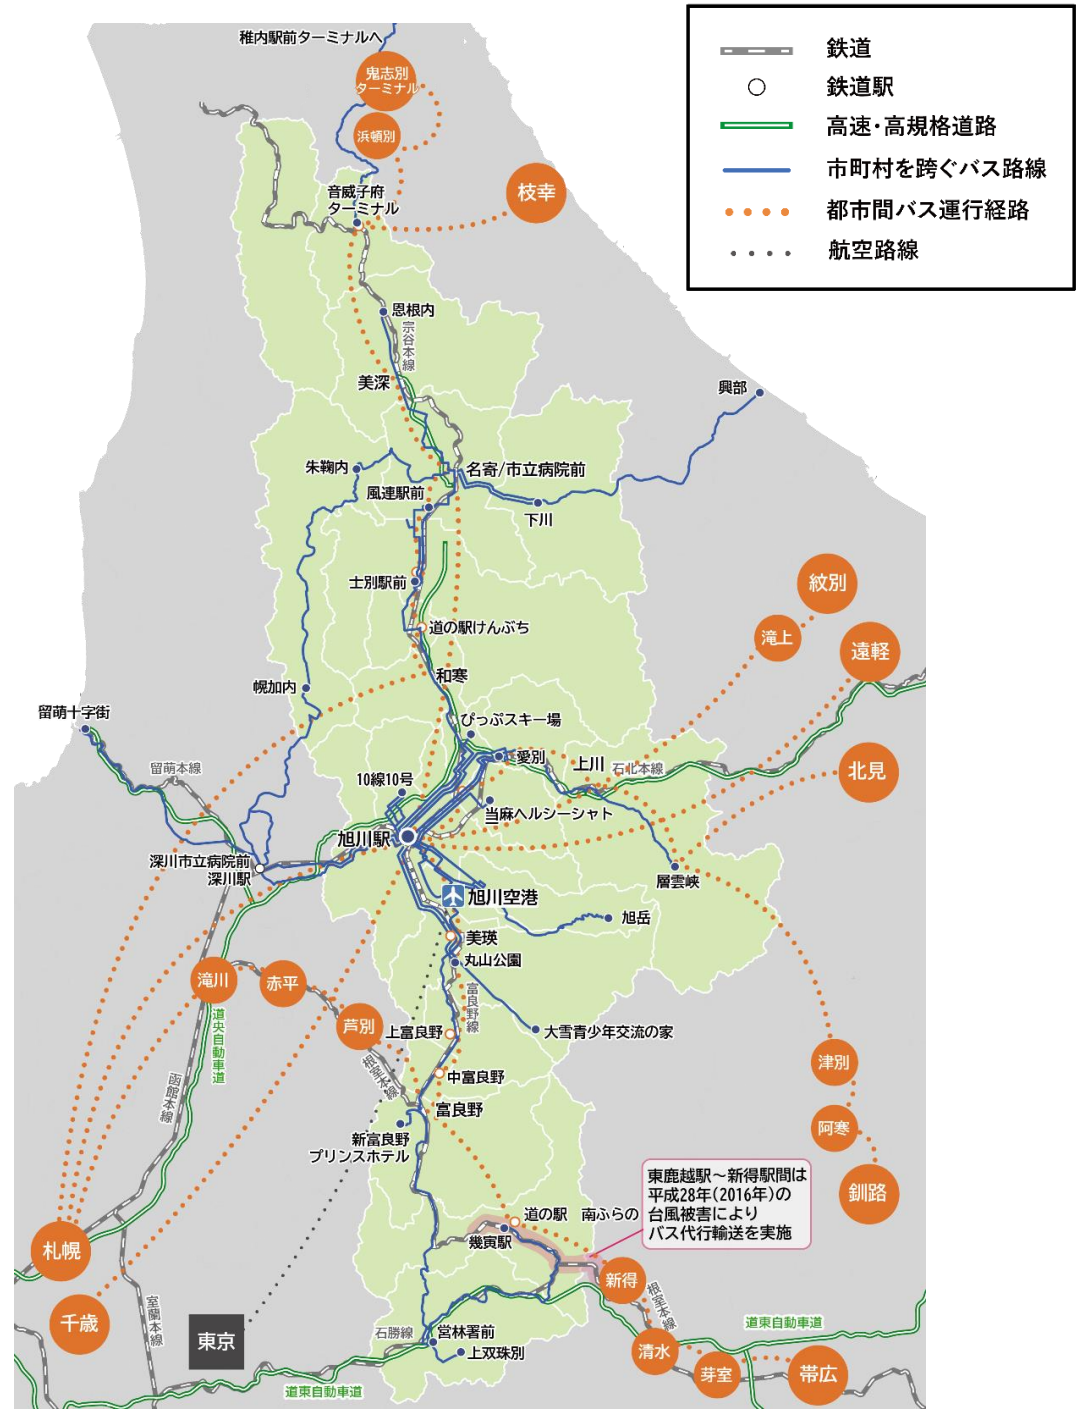 鉄道
鉄道駅
高速・高規格道路
市町村を跨ぐバス路線
都市間バス運行経路
航空路線
稚内駅前ターミナルへ
鬼志別
ターミナル
浜頓別
枝幸
音威子府
ターミナル
恩根内
宗谷本線
美深
興部
朱鞠内
名寄/市立病院前
風連駅前
下川
士別駅前
紋別
道の駅けんぶち
滝上
遠軽
和寒
幌加内
留萌十字街
ぴっぷスキー場
愛別
上川
石北本線
北見
留萌本線
10線10号
当麻ヘルシーシャト
ー
旭川駅
深川市立病院前
深川駅
層雲峡
旭川空港
旭岳
美瑛
丸山公園
滝川
赤平
芦別
富良野線
道央自動車道
上富良野
大雪青少年交流の家
根室本線
函館本線
中富良野
津別
富良野
阿寒
新富良野
プリンスホテル
東鹿越駅～新得駅間は
平成28年(2016年)の
台風被害により
バス代行輸送を実施
釧路
道の駅　南ふらの
幾寅駅
札幌
新得
千歳
室蘭本線
東京
石勝線
営林署前
上双珠別
根室本線
道東自動車道
清水
芽室
帯広
道東自動車道